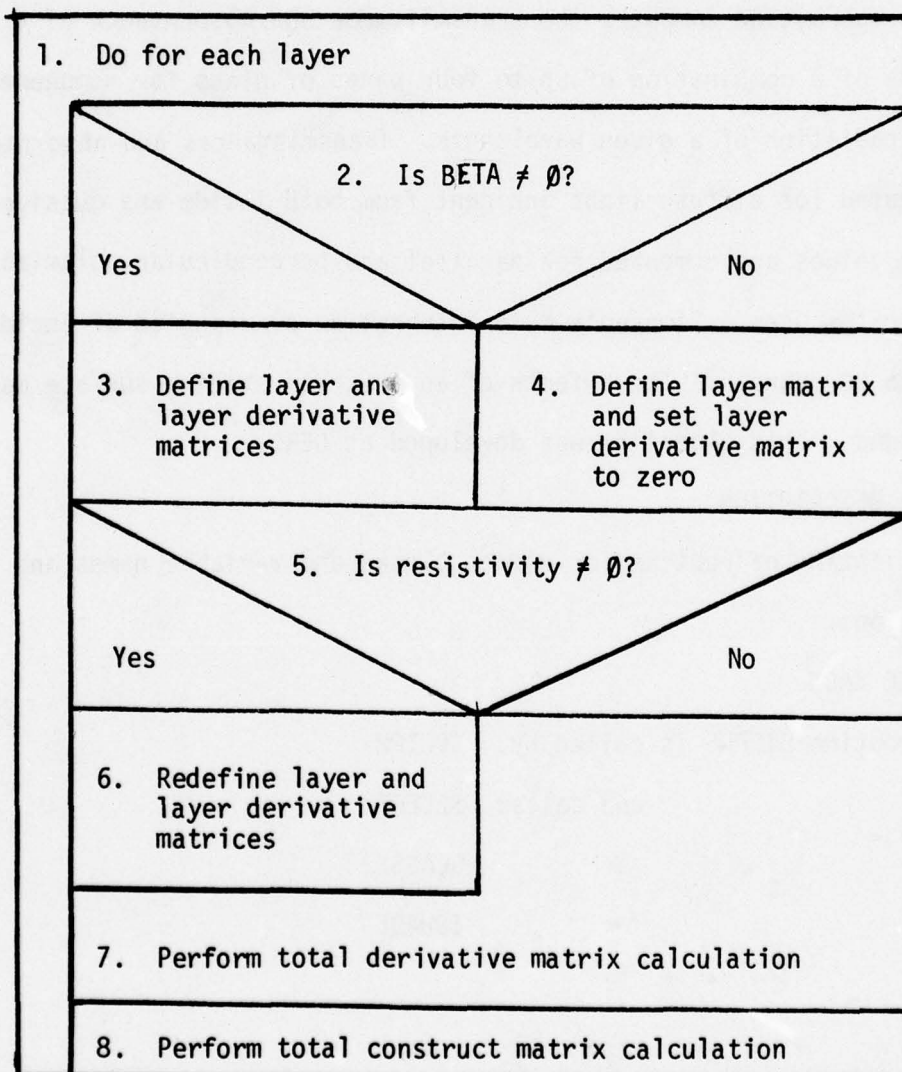 1. Do for each layer
2. Is BETA ≠ Ø?
Yes
No
3. Define layer and
layer derivative
matrices
4. Define layer matrix
and set layer
derivative matrix
to zero
5. Is resistivity ≠ Ø?
Yes
No
6. Redefine layer and
layer derivative
matrices
7. Perform total derivative matrix calculation
8. Perform total construct matrix calculation